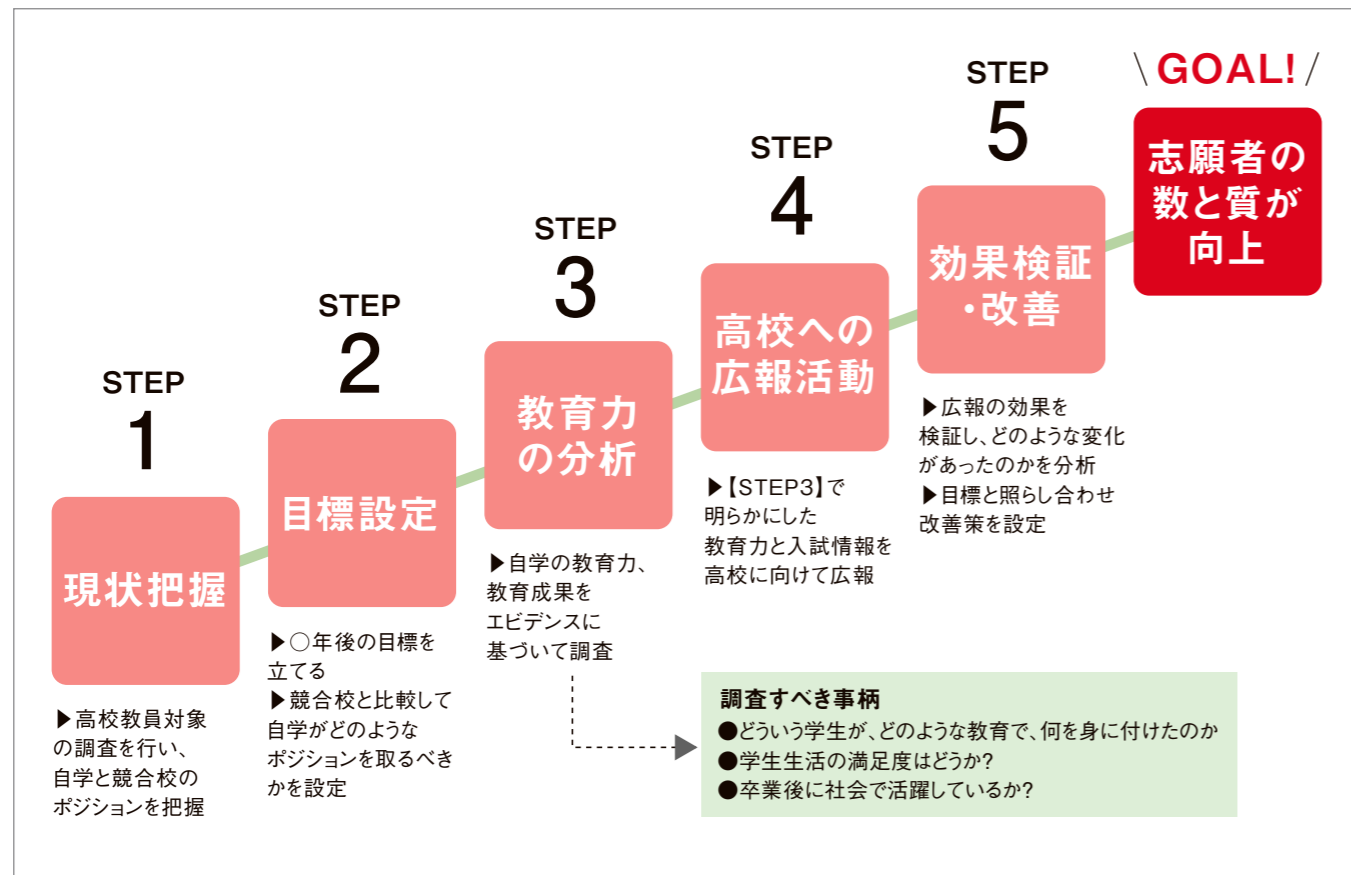 STEP
1
現状把握
▶高校教員対象
の調査を行い、
自学と競合校の
ポジションを把握
STEP
2
目標設定
▶○年後の目標を
立てる
▶競合校と比較して
自学がどのような
ポジションを取るべき
かを設定
STEP
3
教育力
の分析
▶自学の教育力、
教育成果を
エビデンスに
基づいて調査
STEP
4
高校への
広報活動
▶【STEP3】で
明らかにした
教育力と入試情報を
高校に向けて広報
STEP
5
効果検証
・改善
▶広報の効果を
検証し、どのような変化
があったのかを分析
▶目標と照らし合わせ
改善策を設定
\ GOAL! /
志願者の
数と質が
向上
調査すべき事柄
●どういう学生が、どのような教育で、何を身に付けたのか
●学生生活の満足度はどうか?
●卒業後に社会で活躍しているか?